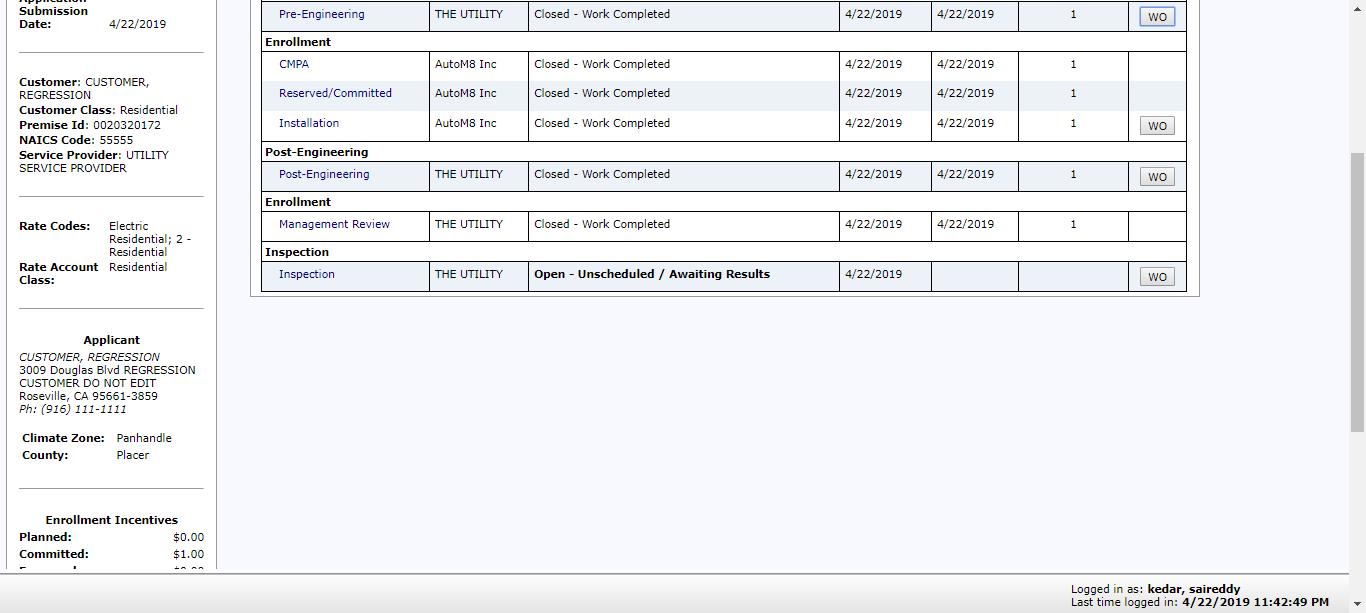 Application
Submission
Date: 4/22/2019
Customer: CUSTOMER,
REGRESSION
Customer Class: Residential
Premise Id: 0020320172
NAICS Code: 55555
Service Provider: UTILITY
SERVICE PROVIDER
Rate Codes: Electric
Residential; 2 -
Residential
Rate Account Residential
Class:
Applicant
CUSTOMER, REGRESSION
3009 Douglas Blvd REGRESSION
CUSTOMER DO NOT EDIT
Roseville, CA 95661-3859
Ph: (916) 111-1111
Climate Zone: Panhandle
County: Placer
Enrollment Incentives
Planned: $0.00
Committed: $1.00
Pre-Engineering THE UTILITY Closed - Work Completed 4/22/2019 4/22/2019 1 WO
Enrollment
CMPA AutoM8 Inc Closed - Work Completed 4/22/2019 4/22/2019 1
Reserved/Committed AutoM8 Inc Closed - Work Completed 4/22/2019 4/22/2019 1
Installation AutoM8 Inc Closed - Work Completed 4/22/2019 4/22/2019 1 WO
Post-Engineering
Post-Engineering THE UTILITY Closed - Work Completed 4/22/2019 4/22/2019 1 WO
Enrollment
Management Review THE UTILITY Closed - Work Completed 4/22/2019 4/22/2019 1
Inspection
Inspection THE UTILITY Open - Unscheduled / Awaiting Results 4/22/2019 WO
Logged in as: kedar, saireddy
Last time logged in: 4/22/2019 11:42:49 PM